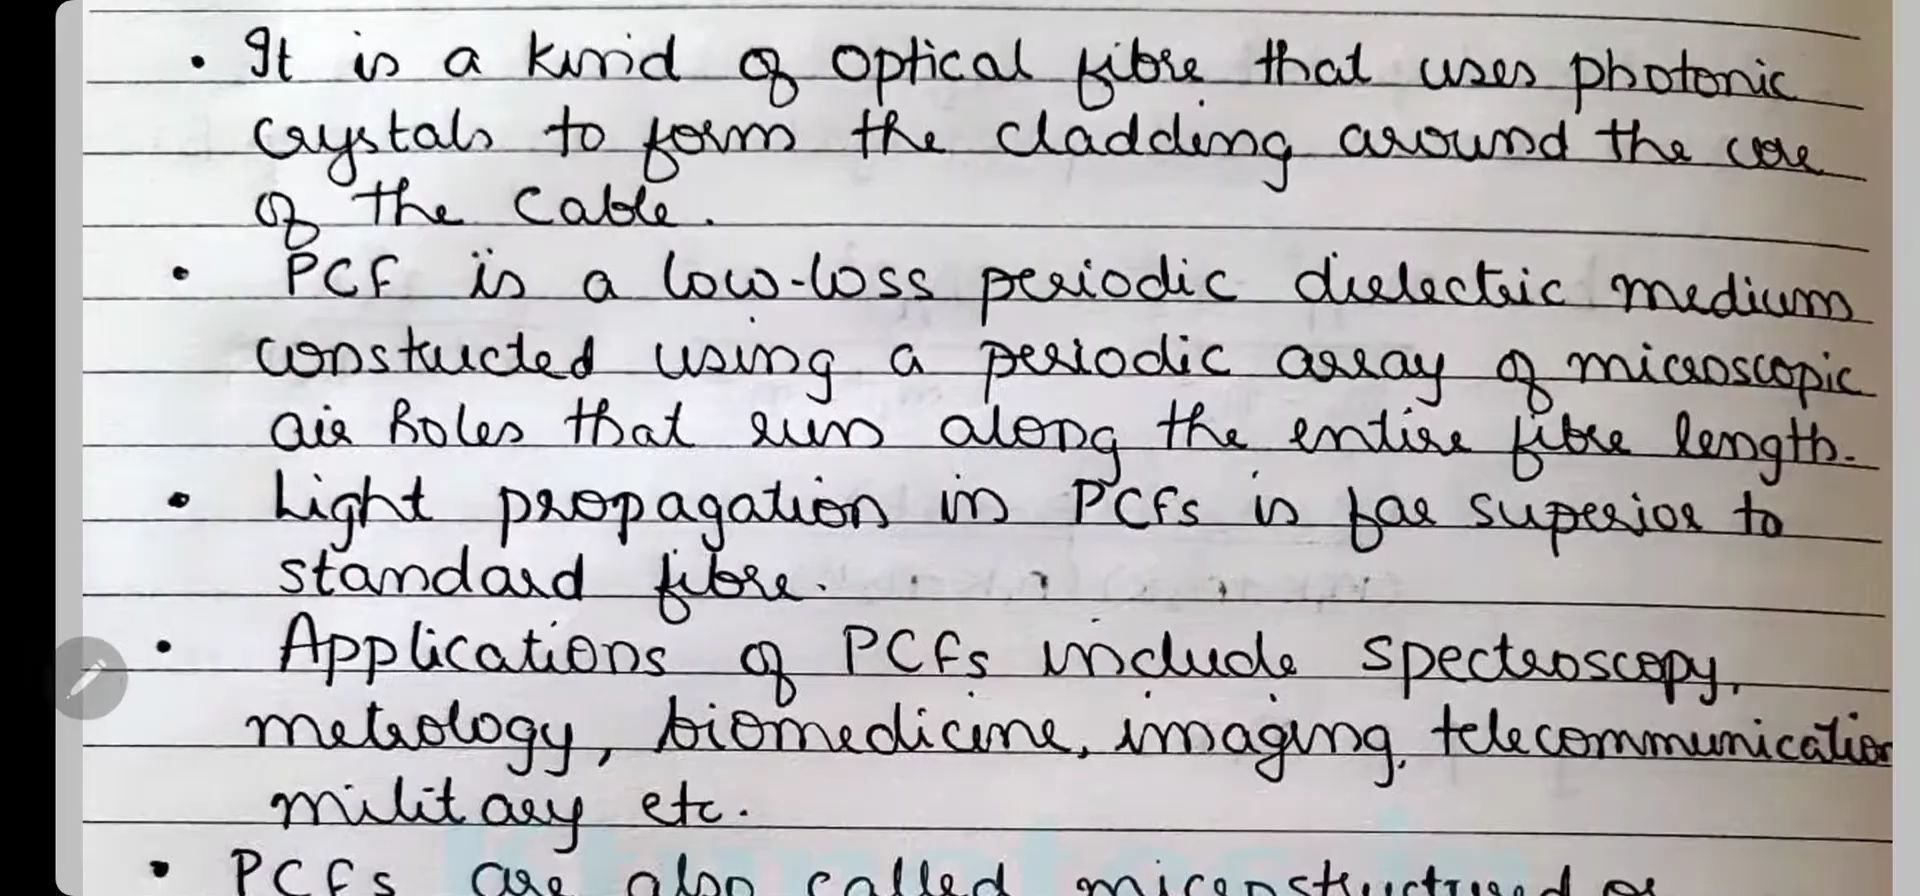 • It is a kind of optical fibre that uses photonic
crystals to form the cladding around the core
of the cable.
• PCF is a low-loss periodic dielectric medium
constucted using a periodic array of microscopic
air holes that run along the entire fibre length.
• Light propagation in PCFs is far superior to
standard fibre.
• Applications of PCFs include spectroscopy,
metrology, biomedicine, imaging, telecommunication
military etc.
• PCFs are also called microstructured or